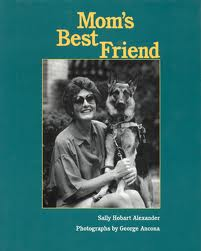 Mom's
Best
Friend
Sally Hobart Alexander
Photographs by George Ancona